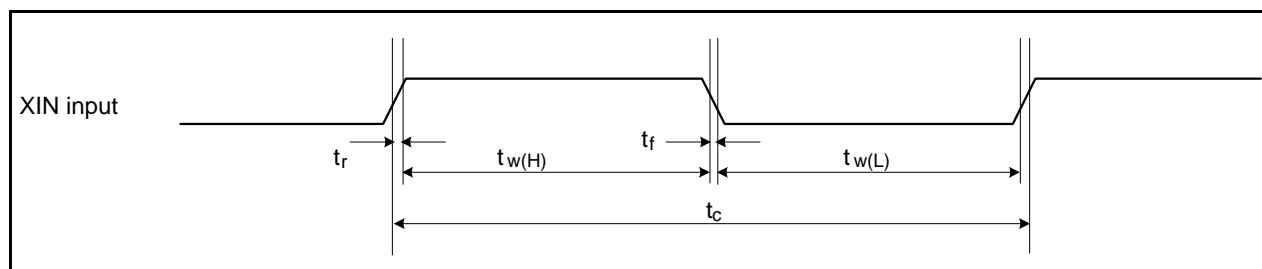 XIN input
tr
tw(H)
tf
tw(L)
tc